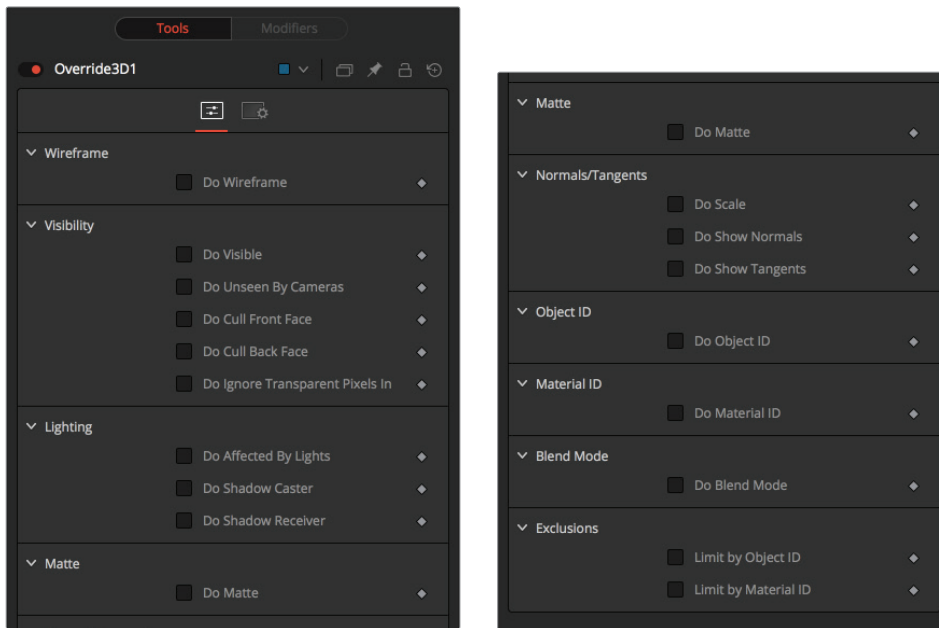 Tools Modifiers
Override3D1
Wireframe
Do Wireframe
Visibility
Do Visible
Do Unseen By Cameras
Do Cull Front Face
Do Cull Back Face
Do Ignore Transparent Pixels In
Lighting
Do Affected By Lights
Do Shadow Caster
Do Shadow Receiver
Matte
Do Matte
Matte
Do Matte
Normals/Tangents
Do Scale
Do Show Normals
Do Show Tangents
Object ID
Do Object ID
Material ID
Do Material ID
Blend Mode
Do Blend Mode
Exclusions
Limit by Object ID
Limit by Material ID